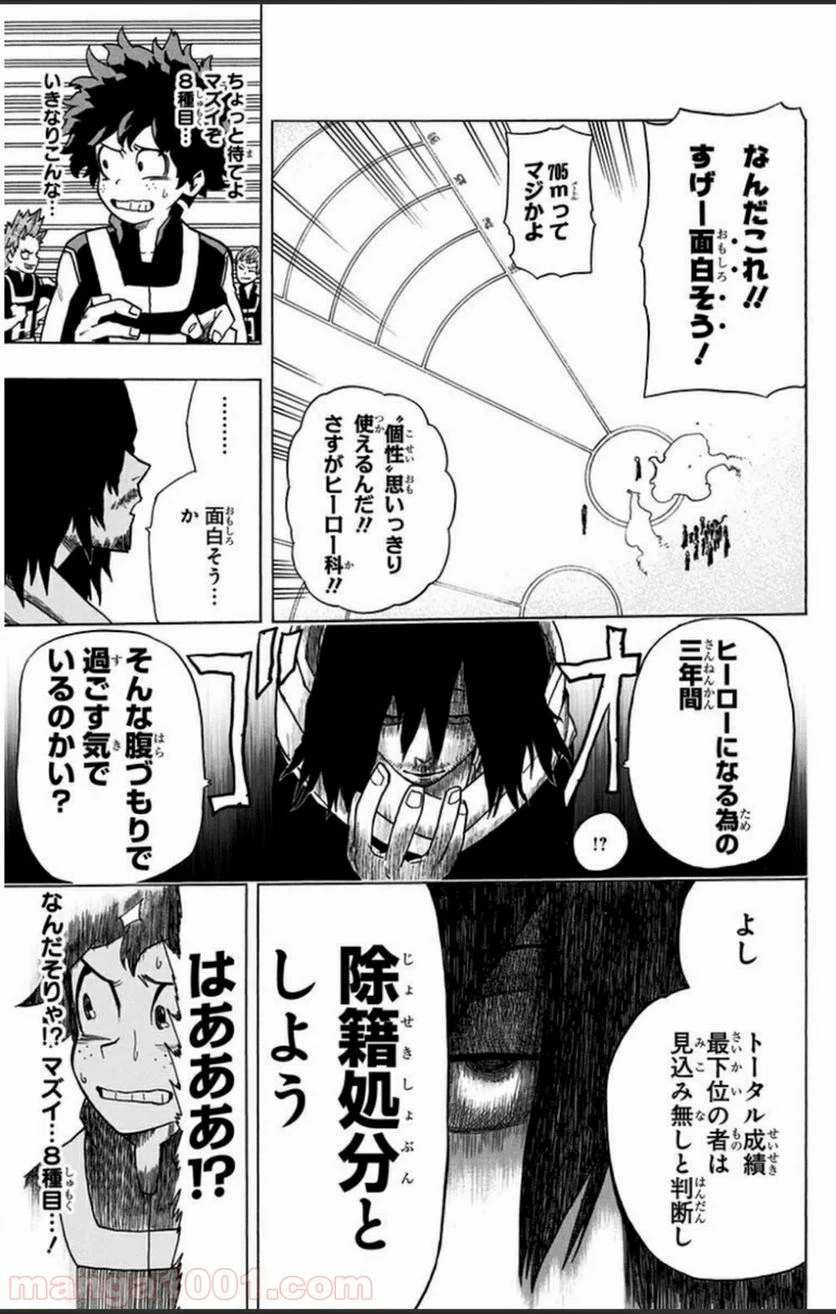 なんだこれ!!
すげー面白そう!
705mって
マジかよ
"個性"思いっきり
使えるんだ!!
さすがヒーロー科!!
ちょっと待てよ
マズイぞ
8種目…
いきなりこんな…
………
面白そう…
か
ヒーローになる為の
三年間
!?
ゴオ
そんな腹づもりで
過ごす気で
いるのかい?
よし
トータル成績
最下位の者は
見込み無しと判断し
除籍処分と
しよう
はあああ!?
なんだそりゃ!?マズイ…8種目…!
manga1001.com